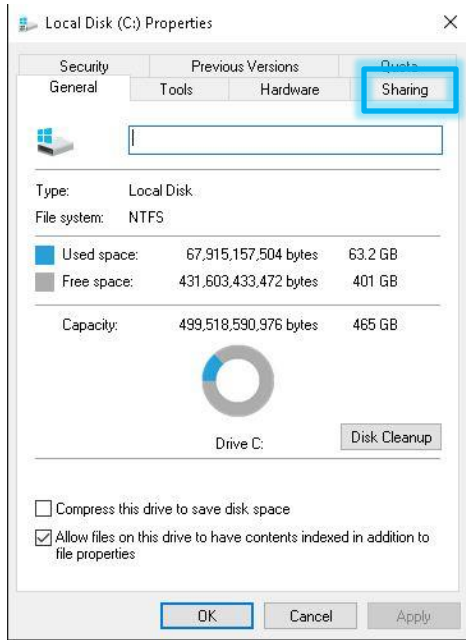 Local Disk (C:) Properties
Security Previous Versions Quota
General Tools Hardware Sharing
Type: Local Disk
File system: NTFS
Used space: 67,915,157,504 bytes 63.2 GB
Free space: 431,603,433,472 bytes 401 GB
Capacity: 499,518,590,976 bytes 465 GB
Drive C: Disk Cleanup
Compress this drive to save disk space
Allow files on this drive to have contents indexed in addition to
file properties
OK Cancel Apply